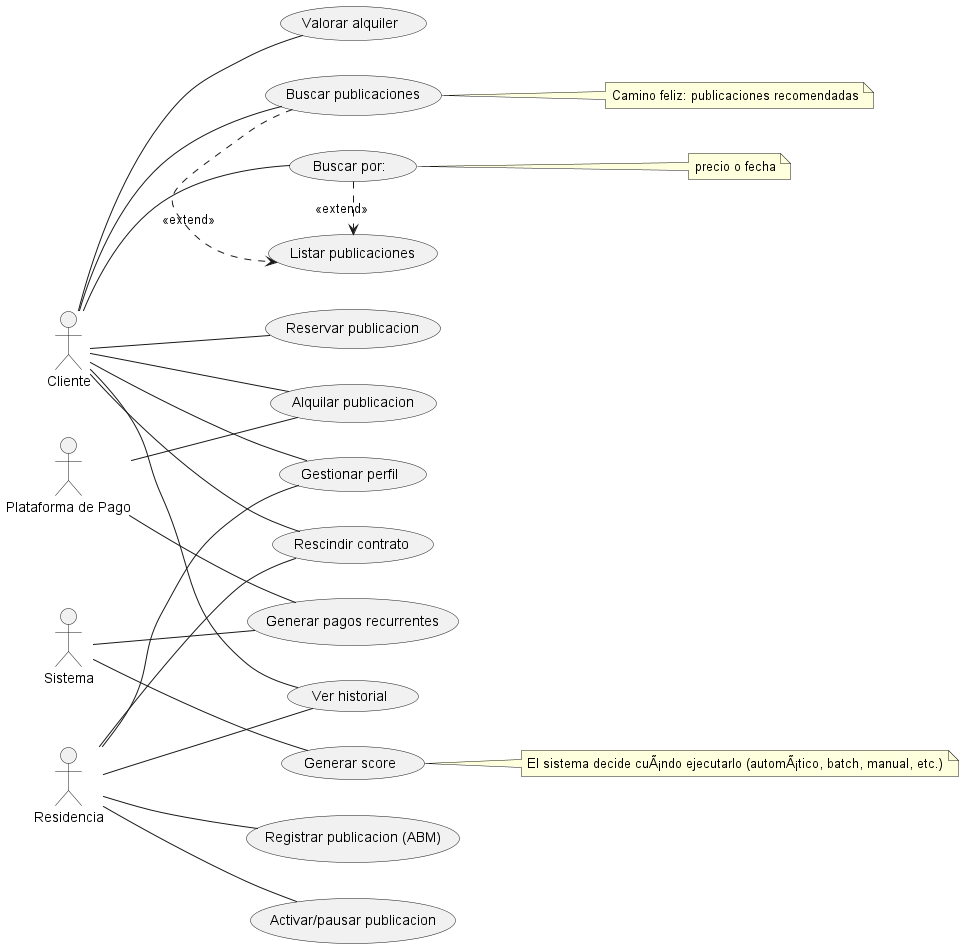 Valorar alquiler
Buscar publicaciones
Camino feliz: publicaciones recomendadas
Buscar por:
precio o fecha
«extend»
«extend»
Listar publicaciones
Reservar publicacion
Cliente
Alquilar publicacion
Gestionar perfil
Plataforma de Pago
Rescindir contrato
Generar pagos recurrentes
Sistema
Ver historial
Generar score
El sistema decide cuÃ¡ndo ejecutarlo (automÃ¡tico, batch, manual, etc.)
Residencia
Registrar publicacion (ABM)
Activar/pausar publicacion